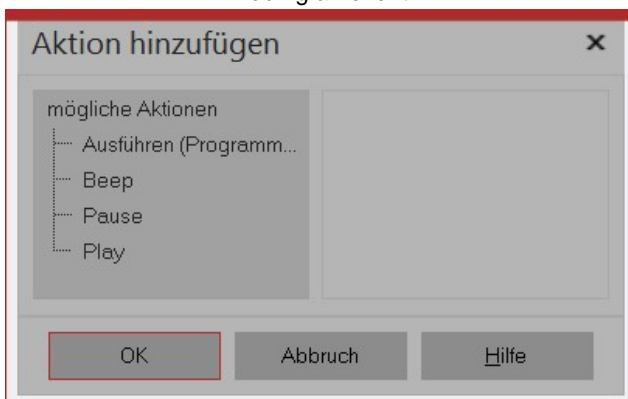 Aktion hinzufügen
mögliche Aktionen
Ausführen (Programm...
Beep
Pause
Play
OK Abbruch Hilfe